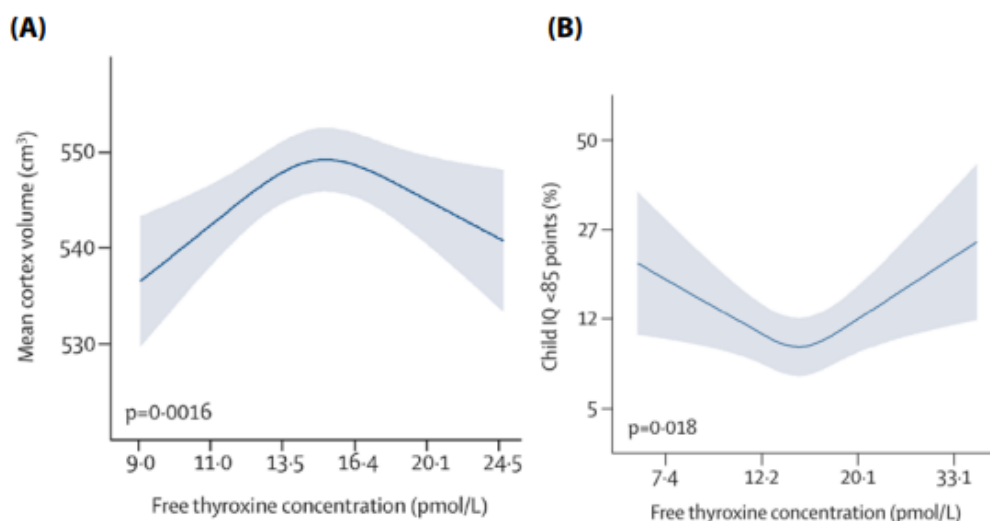 (A)
Mean cortex volume (cm³)
550
540
530
p=0·0016
9·0 11·0 13·5 16·4 20·1 24·5
Free thyroxine concentration (pmol/L)
(B)
Child IQ <85 points (%)
50
27
12
5
p=0·018
7·4 12·2 20·1 33·1
Free thyroxine concentration (pmol/L)